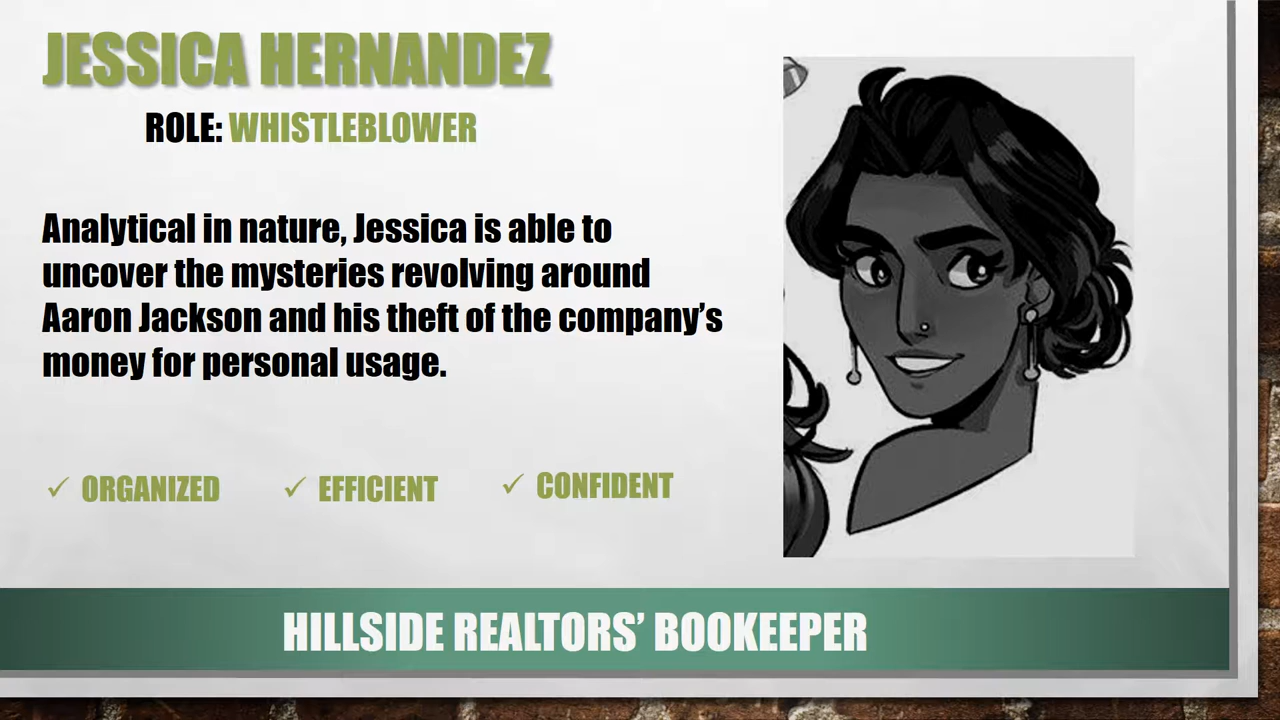 JESSICA HERNANDEZ
ROLE: WHISTLEBLOWER
Analytical in nature, Jessica is able to
uncover the mysteries revolving around
Aaron Jackson and his theft of the company’s
money for personal usage.
✓ ORGANIZED ✓ EFFICIENT ✓ CONFIDENT
HILLSIDE REALTORS’ BOOKEEPER